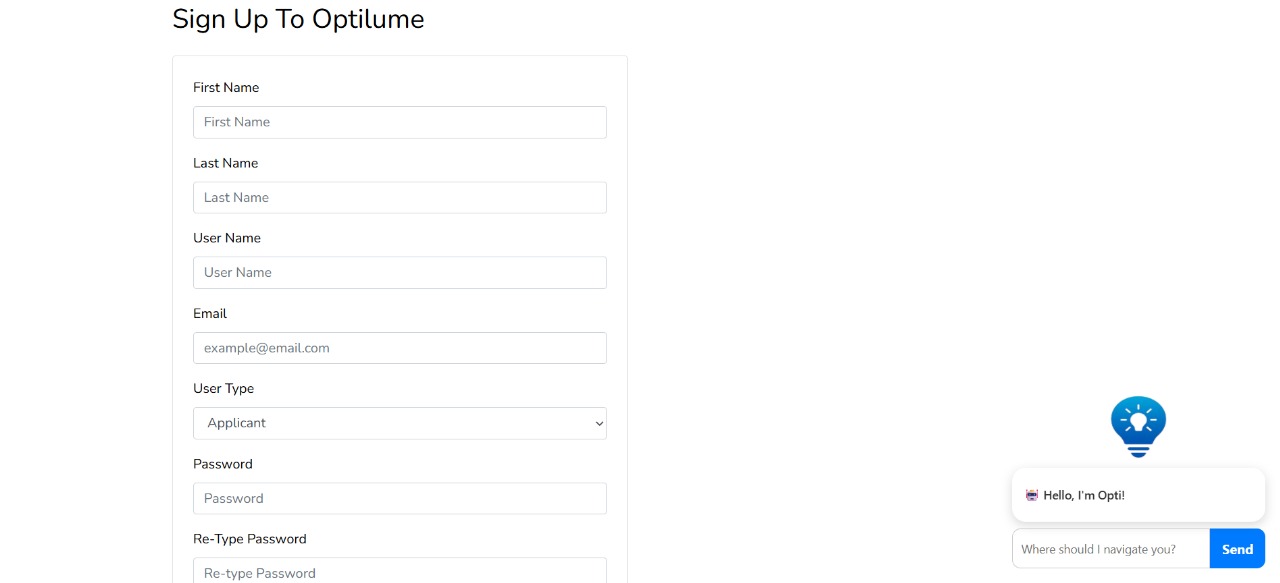 Sign Up To Optilume
First Name
First Name
Last Name
Last Name
User Name
User Name
Email
example@email.com
User Type
Applicant
Password
Password
Re-Type Password
Re-type Password
Hello, I'm Opti!
Where should I navigate you?
Send